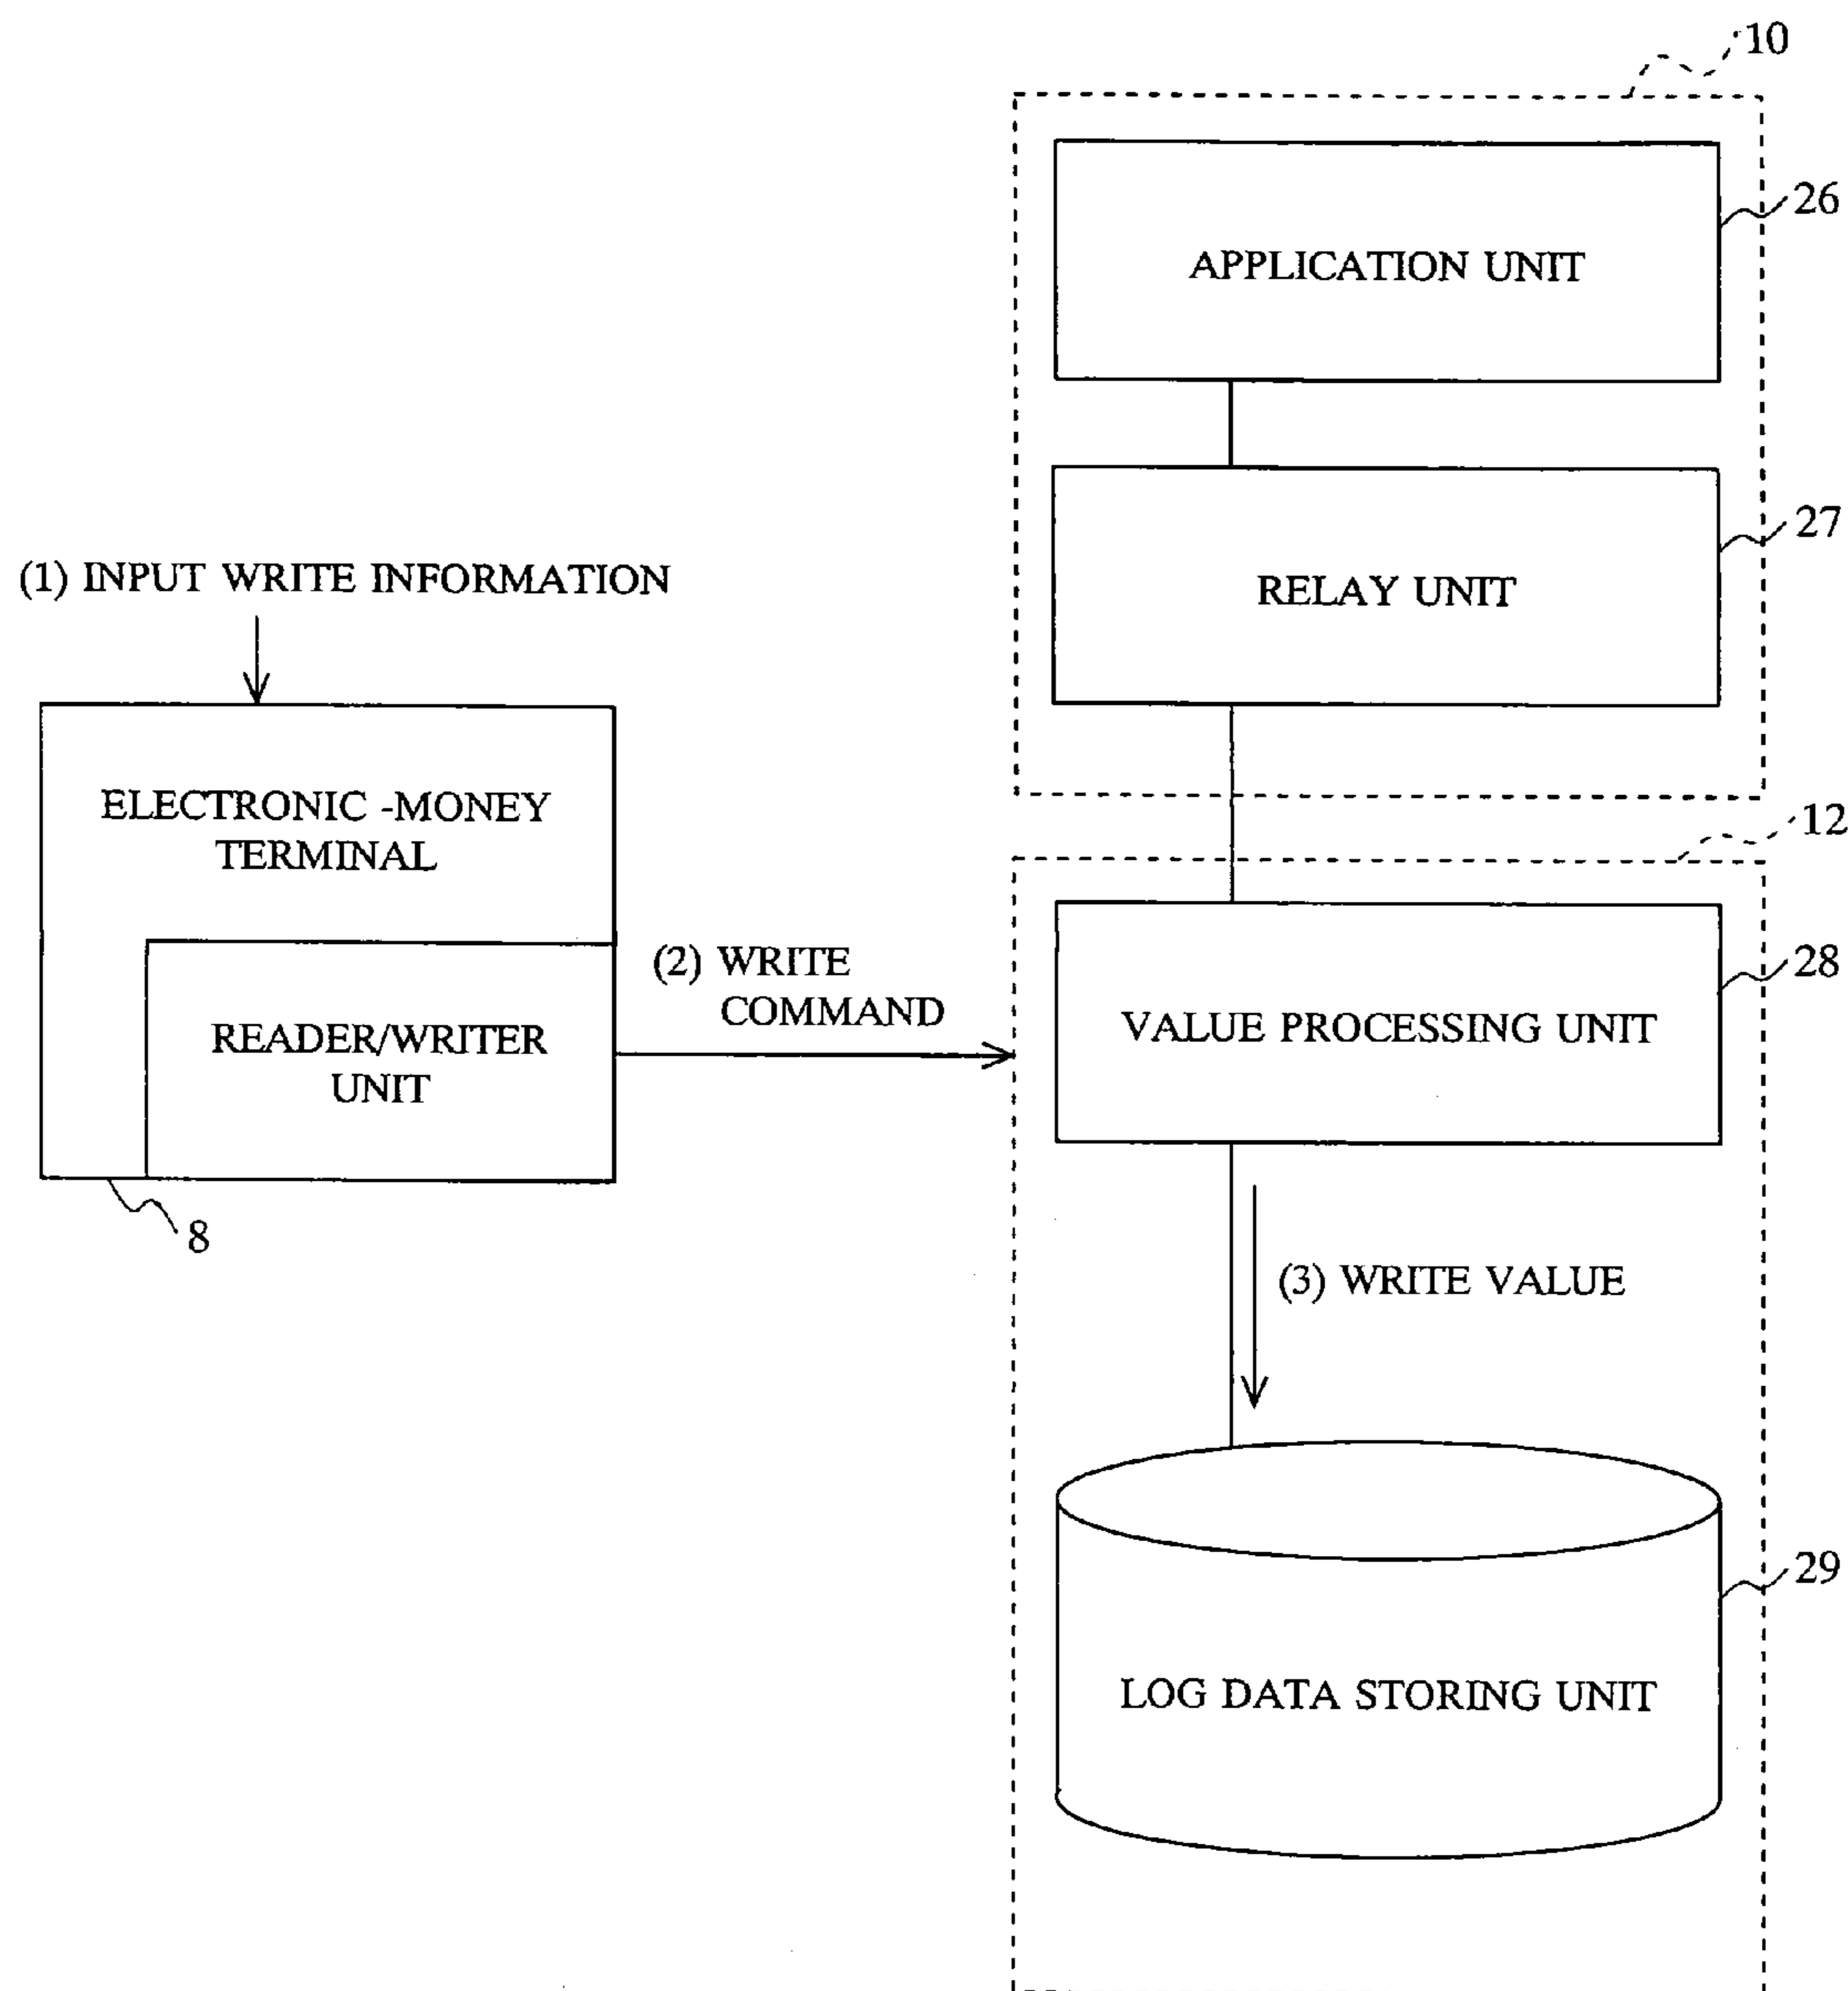 10
APPLICATION UNIT
26
RELAY UNIT
27
(1) INPUT WRITE INFORMATION
ELECTRONIC -MONEY
TERMINAL
READER/WRITER
UNIT
8
(2) WRITE
COMMAND
12
VALUE PROCESSING UNIT
28
(3) WRITE VALUE
LOG DATA STORING UNIT
29